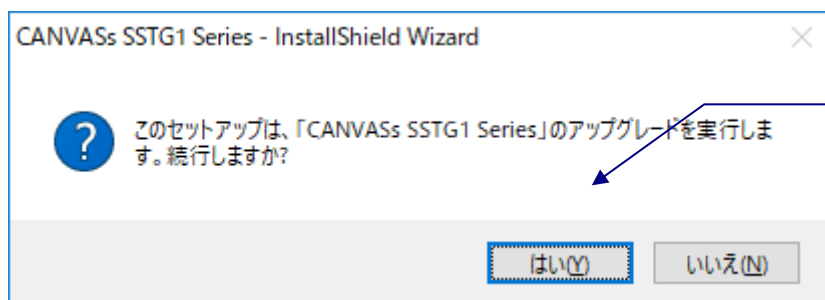 CANVASs SSTG1 Series - InstallShield Wizard
このセットアップは、「CANVASs SSTG1 Series」のアップグレードを実行しま
す。続行しますか?
はい(Y)
いいえ(N)